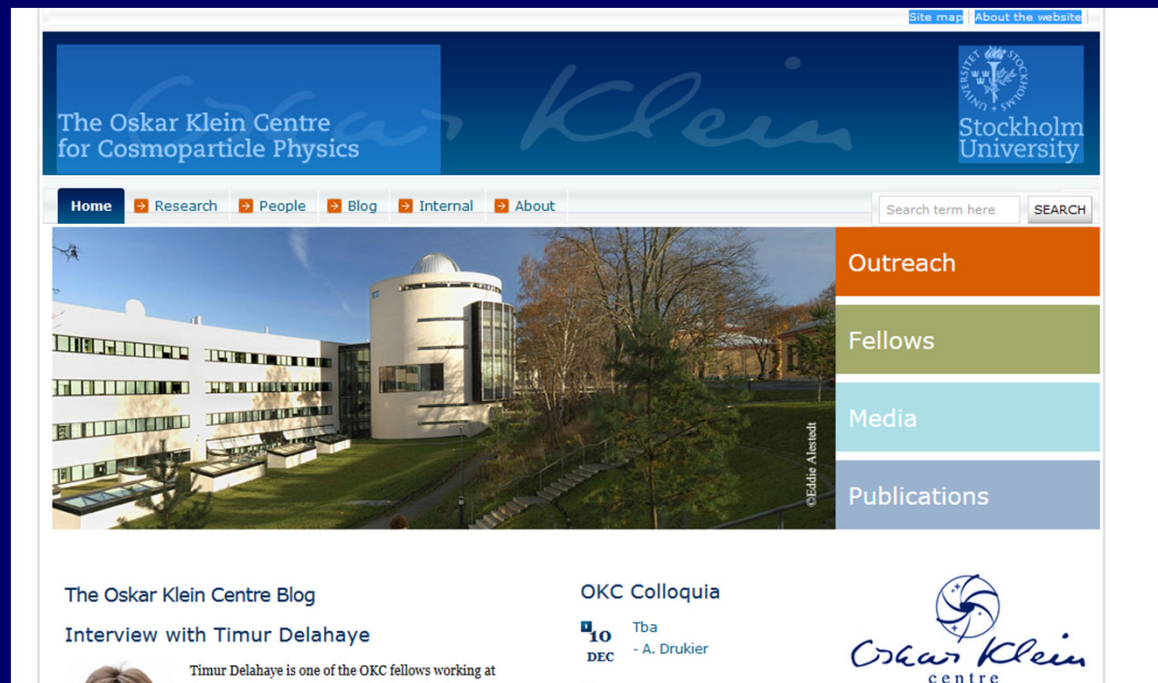 Site map About the website
Oskar Klein
The Oskar Klein Centre
for Cosmoparticle Physics
STOCKHOLMS UNIVERSITET
Stockholm
University
Home Research People Blog Internal About
Search term here SEARCH
Outreach
Fellows
Media
Publications
©Eddie Alestedt
The Oskar Klein Centre Blog
Interview with Timur Delahaye
Timur Delahaye is one of the OKC fellows working at
OKC Colloquia
10 Tba
DEC - A. Drukier
Oskar Klein
centre